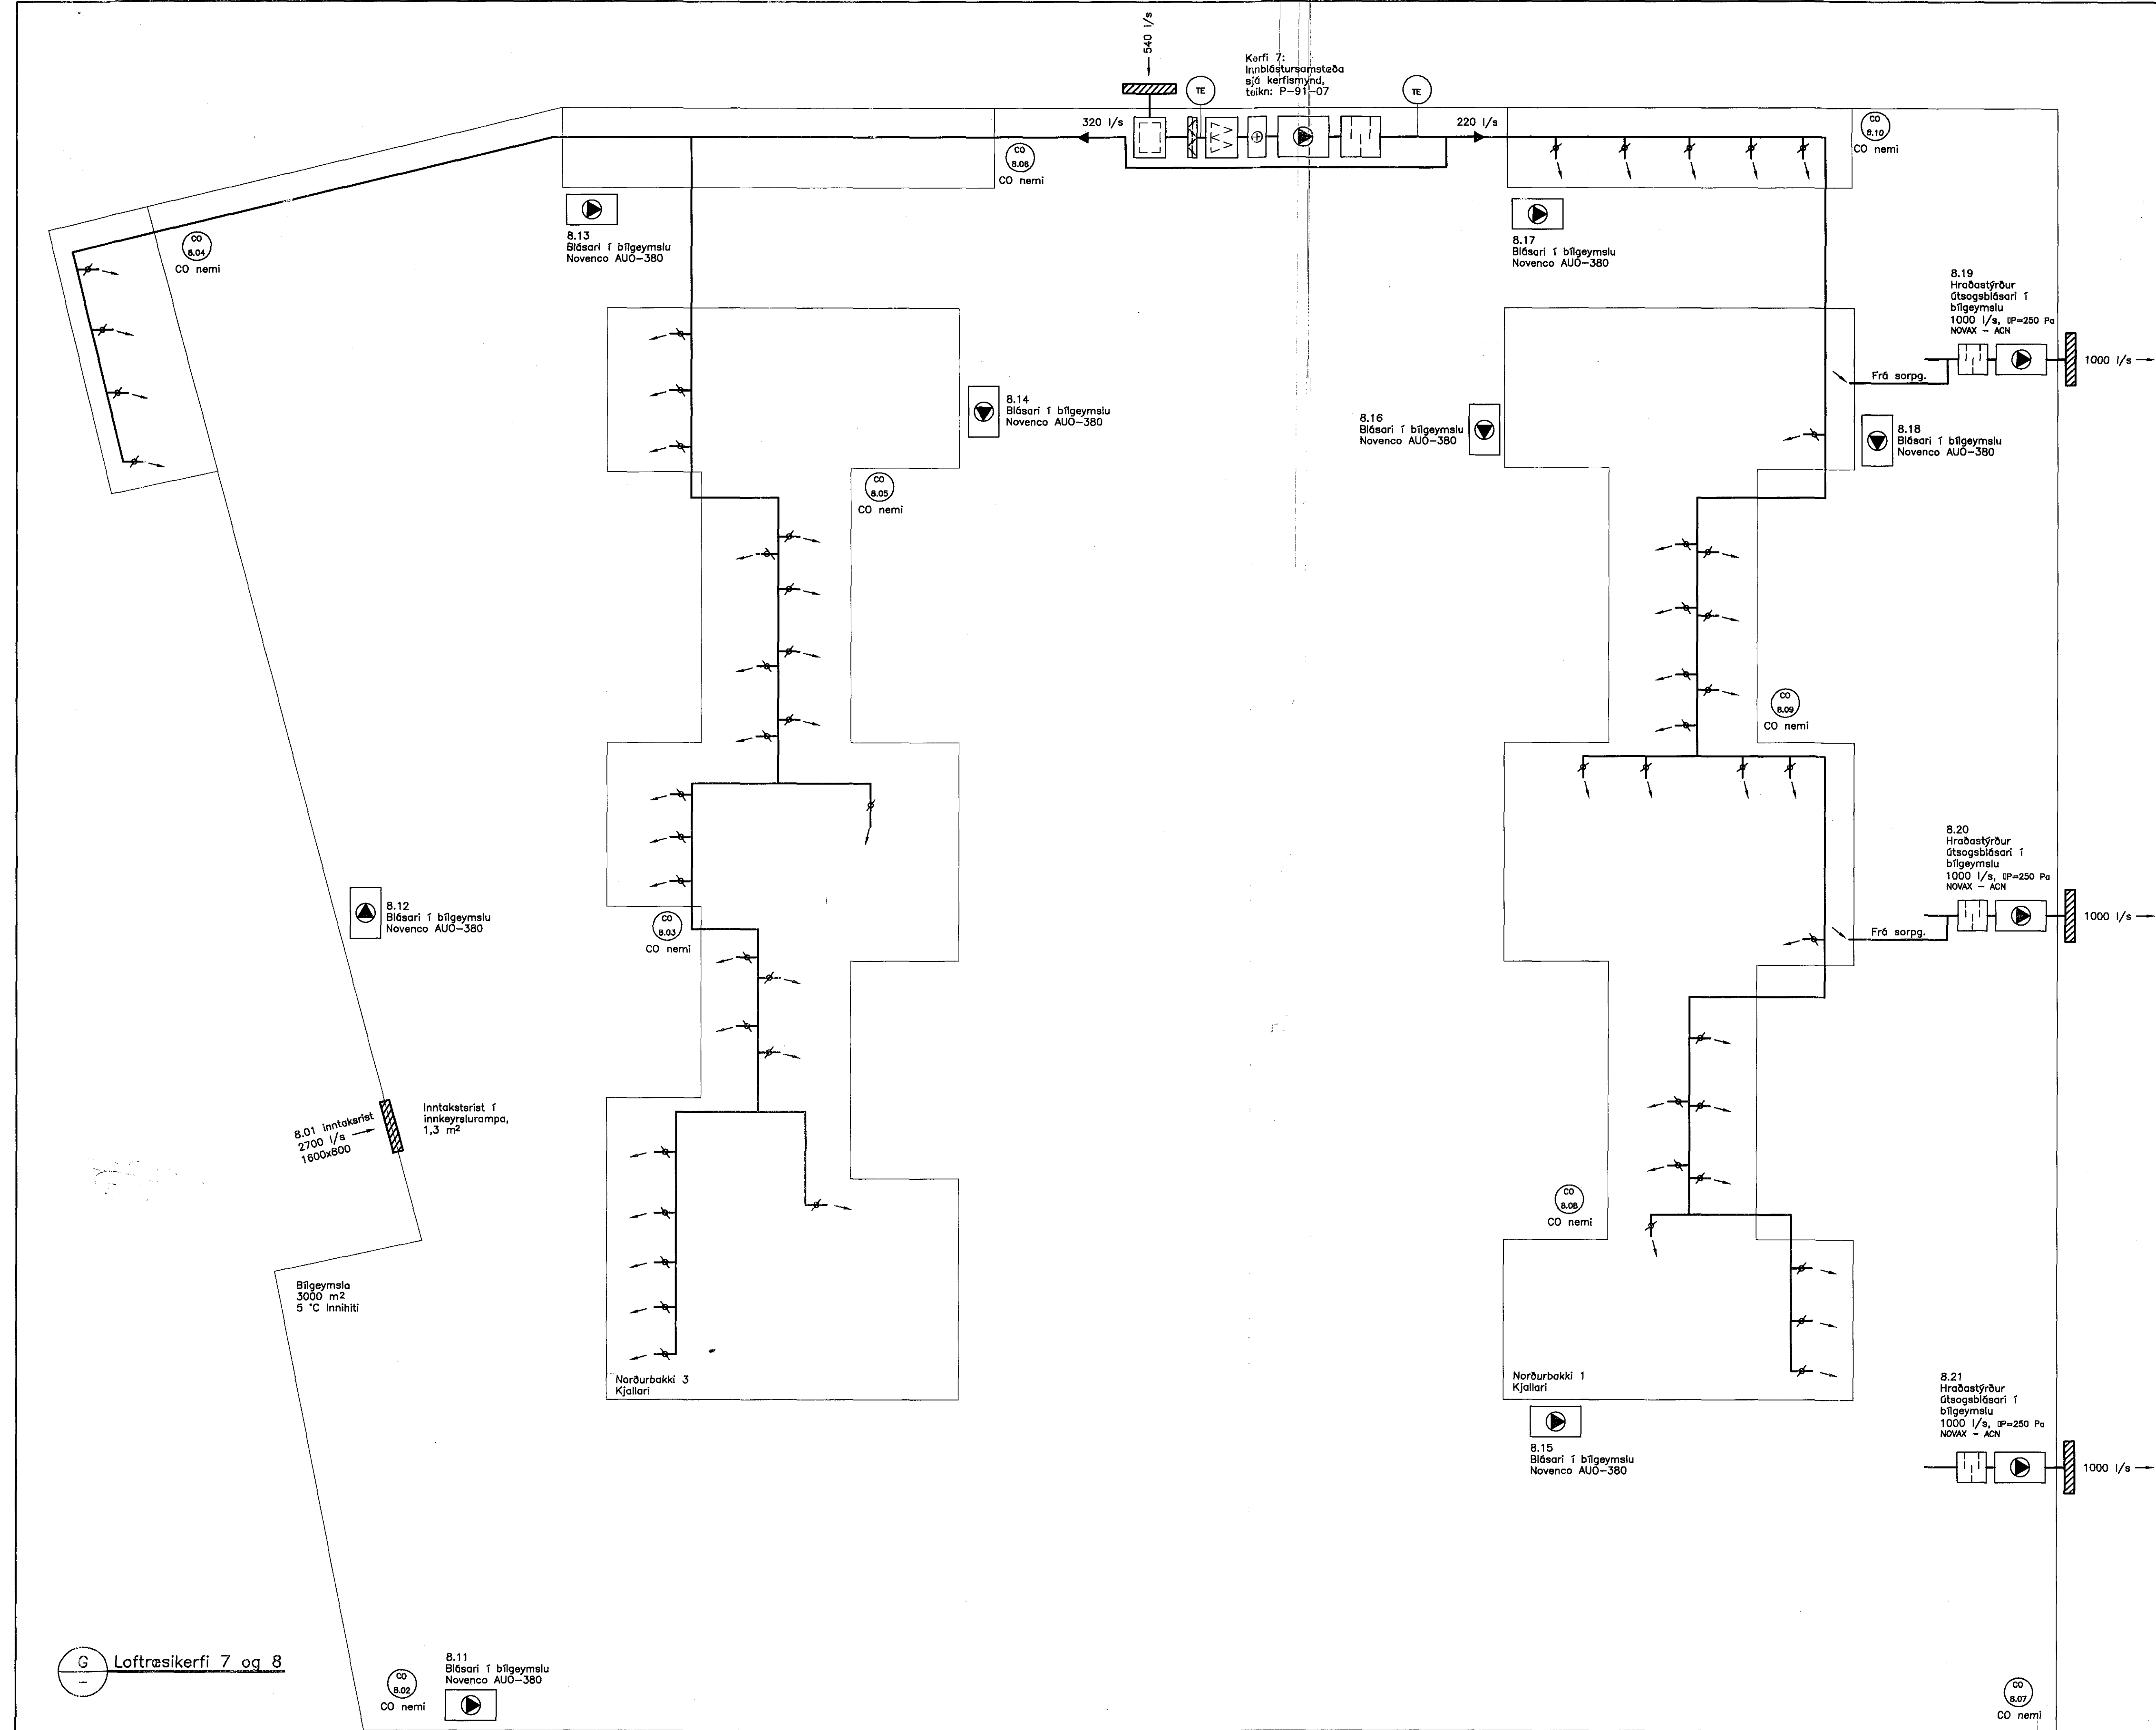 540 l/s
Kerfi 7:
Innblástursamstæða
sjá kerfismynd,
teikn: P-91-07
TE
TE
320 l/s
220 l/s
CO
8.06
CO nemi
CO
8.10
CO nemi
8.13
Blásari í bílgeymslu
Novenco AUO-380
8.17
Blásari í bílgeymslu
Novenco AUO-380
CO
8.04
CO nemi
8.19
Hraðastýrður
útsogsblásari í
bílgeymslu
1000 l/s, ▯P=250 Pa
NOVAX - ACN
1000 l/s
Frá sorpg.
8.14
Blásari í bílgeymslu
Novenco AUO-380
8.16
Blásari í bílgeymslu
Novenco AUO-380
8.18
Blásari í bílgeymslu
Novenco AUO-380
CO
8.05
CO nemi
CO
8.09
CO nemi
8.20
Hraðastýrður
útsogsblásari í
bílgeymslu
1000 l/s, ▯P=250 Pa
NOVAX - ACN
1000 l/s
Frá sorpg.
8.12
Blásari í bílgeymslu
Novenco AUO-380
CO
8.03
CO nemi
8.01 inntaksrist
2700 l/s
1600x800
Inntakstsrist í
innkeyrslurampa,
1,3 m²
CO
8.08
CO nemi
Bílgeymsla
3000 m2
5 °C Innihiti
Norðurbakki 3
Kjallari
Norðurbakki 1
Kjallari
8.15
Blásari í bílgeymslu
Novenco AUO-380
8.21
Hraðastýrður
útsogsblásari í
bílgeymslu
1000 l/s, ▯P=250 Pa
NOVAX - ACN
1000 l/s
G
-
Loftræsikerfi 7 og 8
CO
8.02
CO nemi
8.11
Blásari í bílgeymslu
Novenco AUO-380
CO
8.07
CO nemi